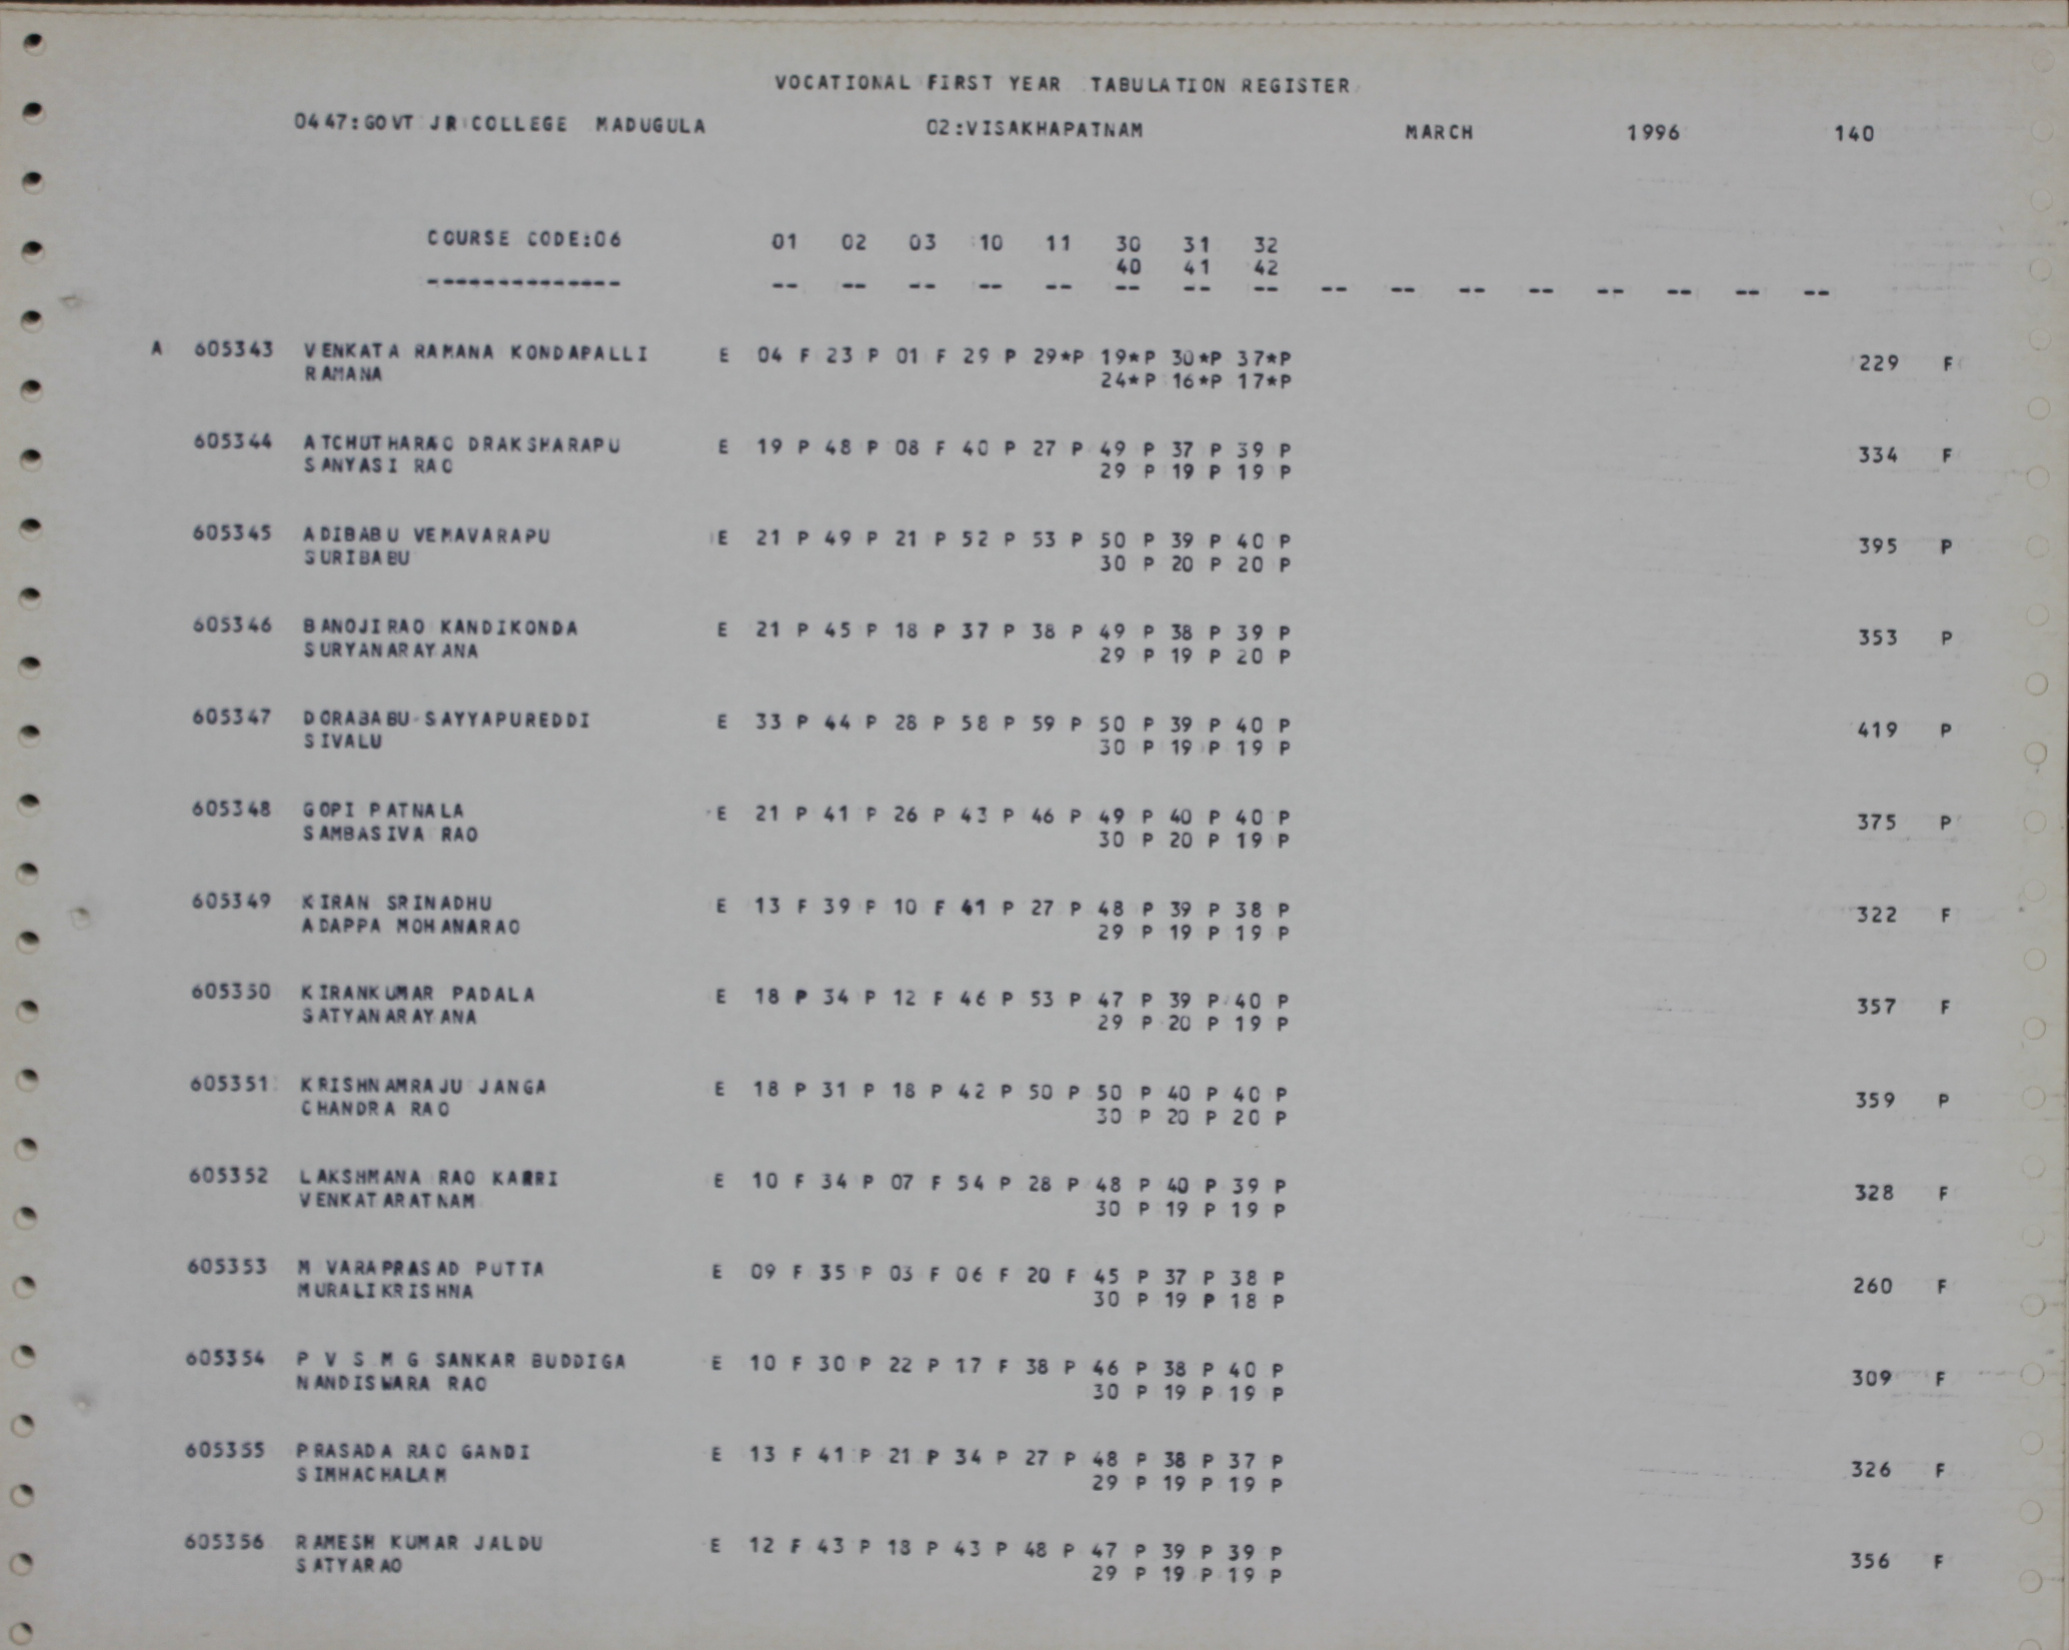 VOCATIONAL FIRST YEAR TABULATION REGISTER
0447:GOVT JR COLLEGE MADUGULA 02:VISAKHAPATNAM MARCH 1996 140
COURSE CODE:06 01 02 03 10 11 30 31 32
40 41 42
-------------- -- -- -- -- -- -- -- -- -- -- -- -- -- -- -- --
A 605343 VENKATA RAMANA KONDAPALLI E 04 F 23 P 01 F 29 P 29*P 19*P 30*P 37*P 229 F
RAMANA 24*P 16*P 17*P
605344 ATCHUTHARAO DRAKSHARAPU E 19 P 48 P 08 F 40 P 27 P 49 P 37 P 39 P 334 F
SANYASI RAO 29 P 19 P 19 P
605345 ADIBABU VEMAVARAPU E 21 P 49 P 21 P 52 P 53 P 50 P 39 P 40 P 395 P
SURIBABU 30 P 20 P 20 P
605346 BANOJIRAO KANDIKONDA E 21 P 45 P 18 P 37 P 38 P 49 P 38 P 39 P 353 P
SURYANARAYANA 29 P 19 P 20 P
605347 DORABABU SAYYAPUREDDI E 33 P 44 P 28 P 58 P 59 P 50 P 39 P 40 P 419 P
SIVALU 30 P 19 P 19 P
605348 GOPI PATNALA E 21 P 41 P 26 P 43 P 46 P 49 P 40 P 40 P 375 P
SAMBASIVA RAO 30 P 20 P 19 P
605349 KIRAN SRINADHU E 13 F 39 P 10 F 41 P 27 P 48 P 39 P 38 P 322 F
ADAPPA MOHANARAO 29 P 19 P 19 P
605350 KIRANKUMAR PADALA E 18 P 34 P 12 F 46 P 53 P 47 P 39 P 40 P 357 F
SATYANARAYANA 29 P 20 P 19 P
605351 KRISHNAMRAJU JANGA E 18 P 31 P 18 P 42 P 50 P 50 P 40 P 40 P 359 P
CHANDRA RAO 30 P 20 P 20 P
605352 LAKSHMANA RAO KARRI E 10 F 34 P 07 F 54 P 28 P 48 P 40 P 39 P 328 F
VENKATARATNAM 30 P 19 P 19 P
605353 M VARAPRASAD PUTTA E 09 F 35 P 03 F 06 F 20 F 45 P 37 P 38 P 260 F
MURALIKRISHNA 30 P 19 P 18 P
605354 P V S M G SANKAR BUDDIGA E 10 F 30 P 22 P 17 F 38 P 46 P 38 P 40 P 309 F
NANDISWARA RAO 30 P 19 P 19 P
605355 PRASADA RAO GANDI E 13 F 41 P 21 P 34 P 27 P 48 P 38 P 37 P 326 F
SIMHACHALAM 29 P 19 P 19 P
605356 RAMESH KUMAR JALDU E 12 F 43 P 18 P 43 P 48 P 47 P 39 P 39 P 356 F
SATYARAO 29 P 19 P 19 P